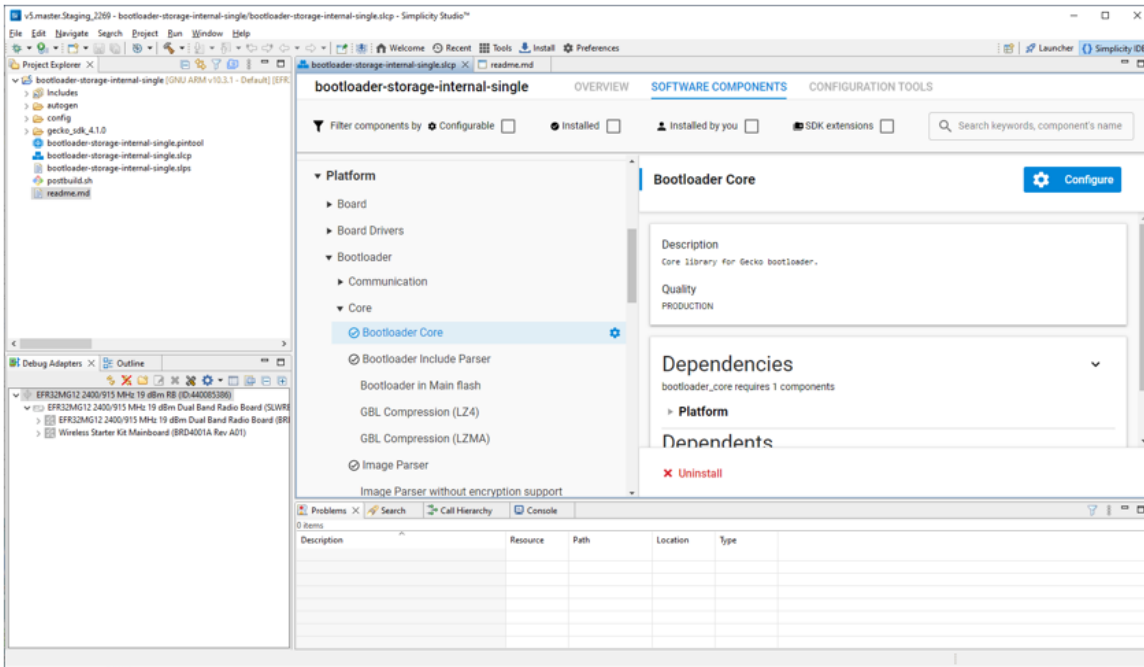 v5.master.Staging_2269 - bootloader-storage-internal-single/bootloader-storage-internal-single.slcp - Simplicity Studio™
File Edit Navigate Search Project Run Window Help
Welcome Recent Tools Install Preferences Launcher Simplicity IDE
Project Explorer
bootloader-storage-internal-single [GNU ARM v10.3.1 - Default] [EFR:
Includes
autogen
config
gecko_sdk_4.1.0
bootloader-storage-internal-single.pintool
bootloader-storage-internal-single.slcp
bootloader-storage-internal-single.slps
postbuild.sh
readme.md
Debug Adapters Outline
EFR32MG12 2400/915 MHz 19 dBm RB (ID:440085386)
EFR32MG12 2400/915 MHz 19 dBm Dual Band Radio Board (SLWRB
EFR32MG12 2400/915 MHz 19 dBm Dual Band Radio Board (BRI
Wireless Starter Kit Mainboard (BRD4001A Rev A01)
bootloader-storage-internal-single.slcp readme.md
bootloader-storage-internal-single OVERVIEW SOFTWARE COMPONENTS CONFIGURATION TOOLS
Filter components by Configurable Installed Installed by you SDK extensions Search keywords, component's name
Platform
Board
Board Drivers
Bootloader
Communication
Core
Bootloader Core
Bootloader Include Parser
Bootloader in Main flash
GBL Compression (LZ4)
GBL Compression (LZMA)
Image Parser
Image Parser without encryption support
Bootloader Core Configure
Description
Core library for Gecko bootloader.
Quality
PRODUCTION
Dependencies
bootloader_core requires 1 components
Platform
Dependents
Uninstall
Problems Search Call Hierarchy Console
0 items
Description Resource Path Location Type